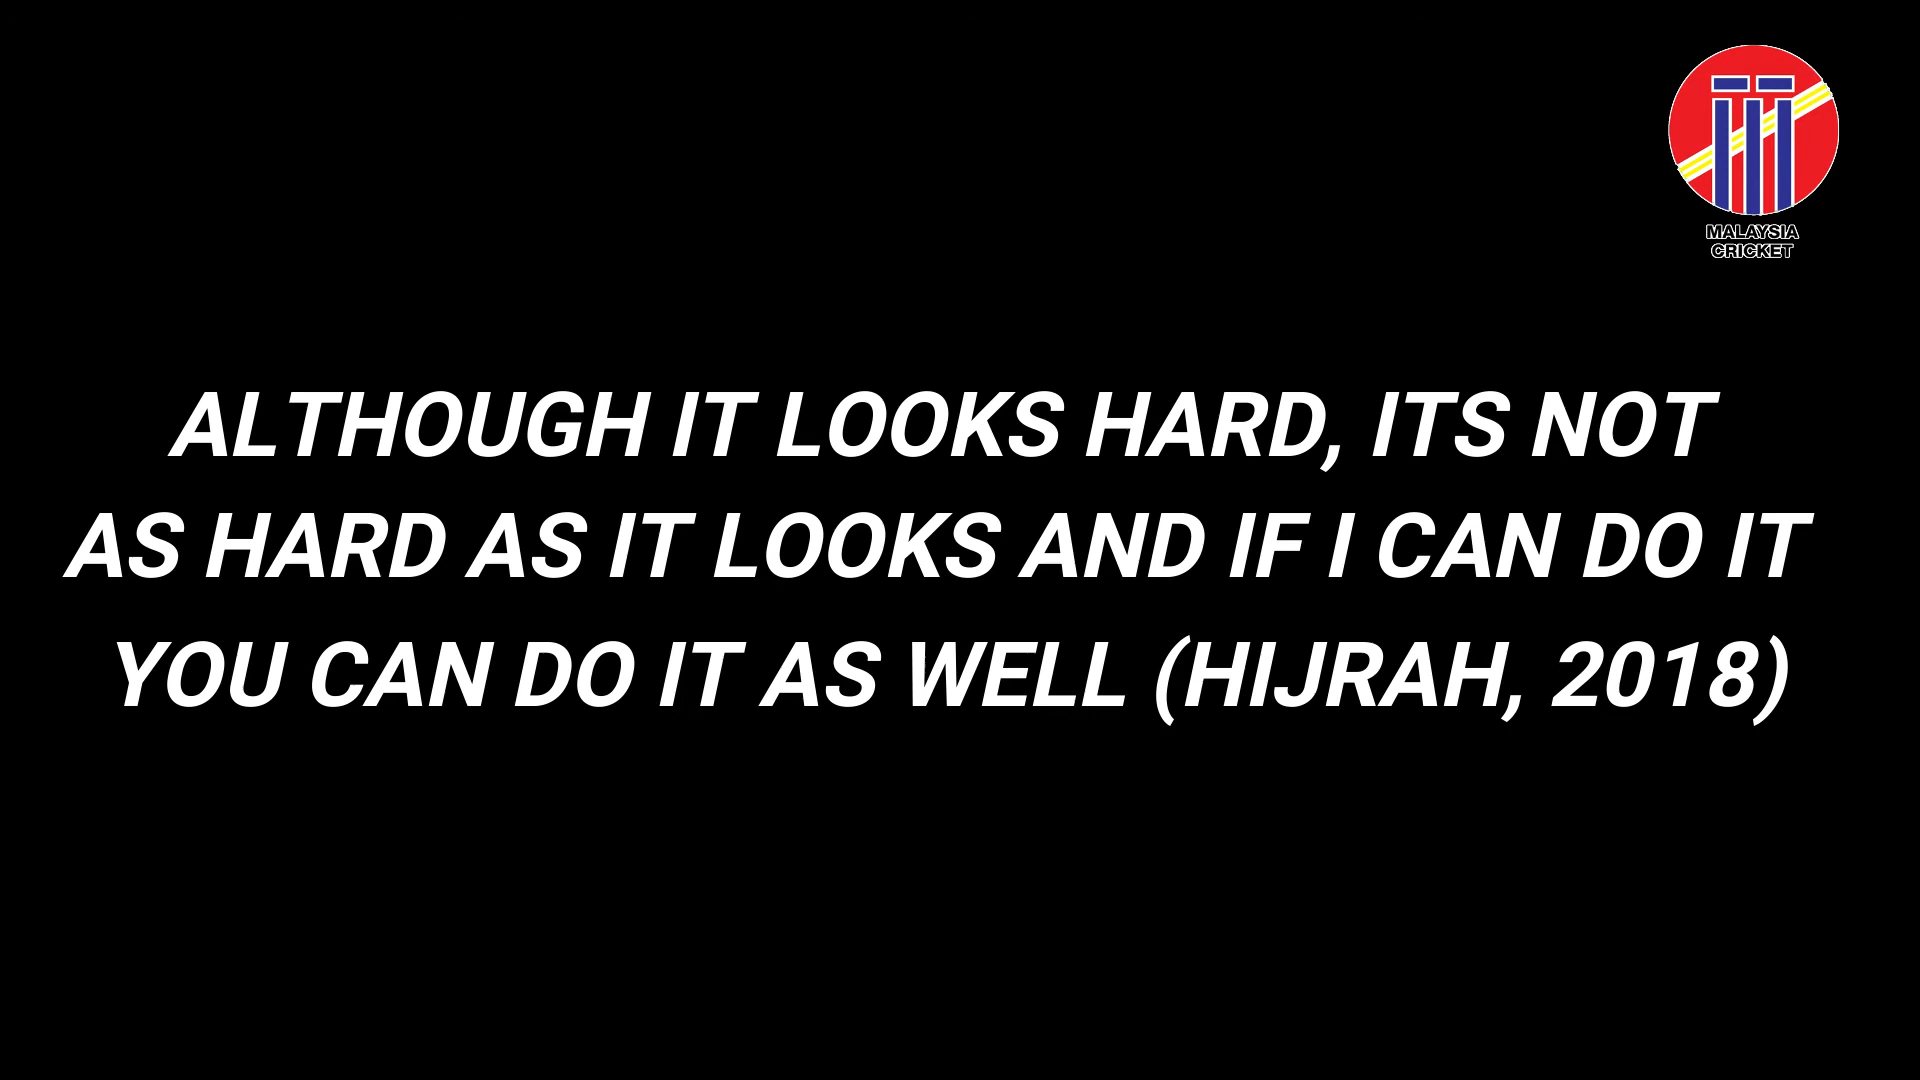 MALAYSIA
CRICKET
ALTHOUGH IT LOOKS HARD, ITS NOT
AS HARD AS IT LOOKS AND IF I CAN DO IT
YOU CAN DO IT AS WELL (HIJRAH, 2018)